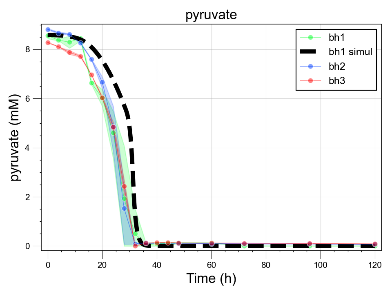 pyruvate
bh1
bh1 simul
bh2
bh3
pyruvate (mM)
8
6
4
2
0
0 20 40 60 80 100 120
Time (h)